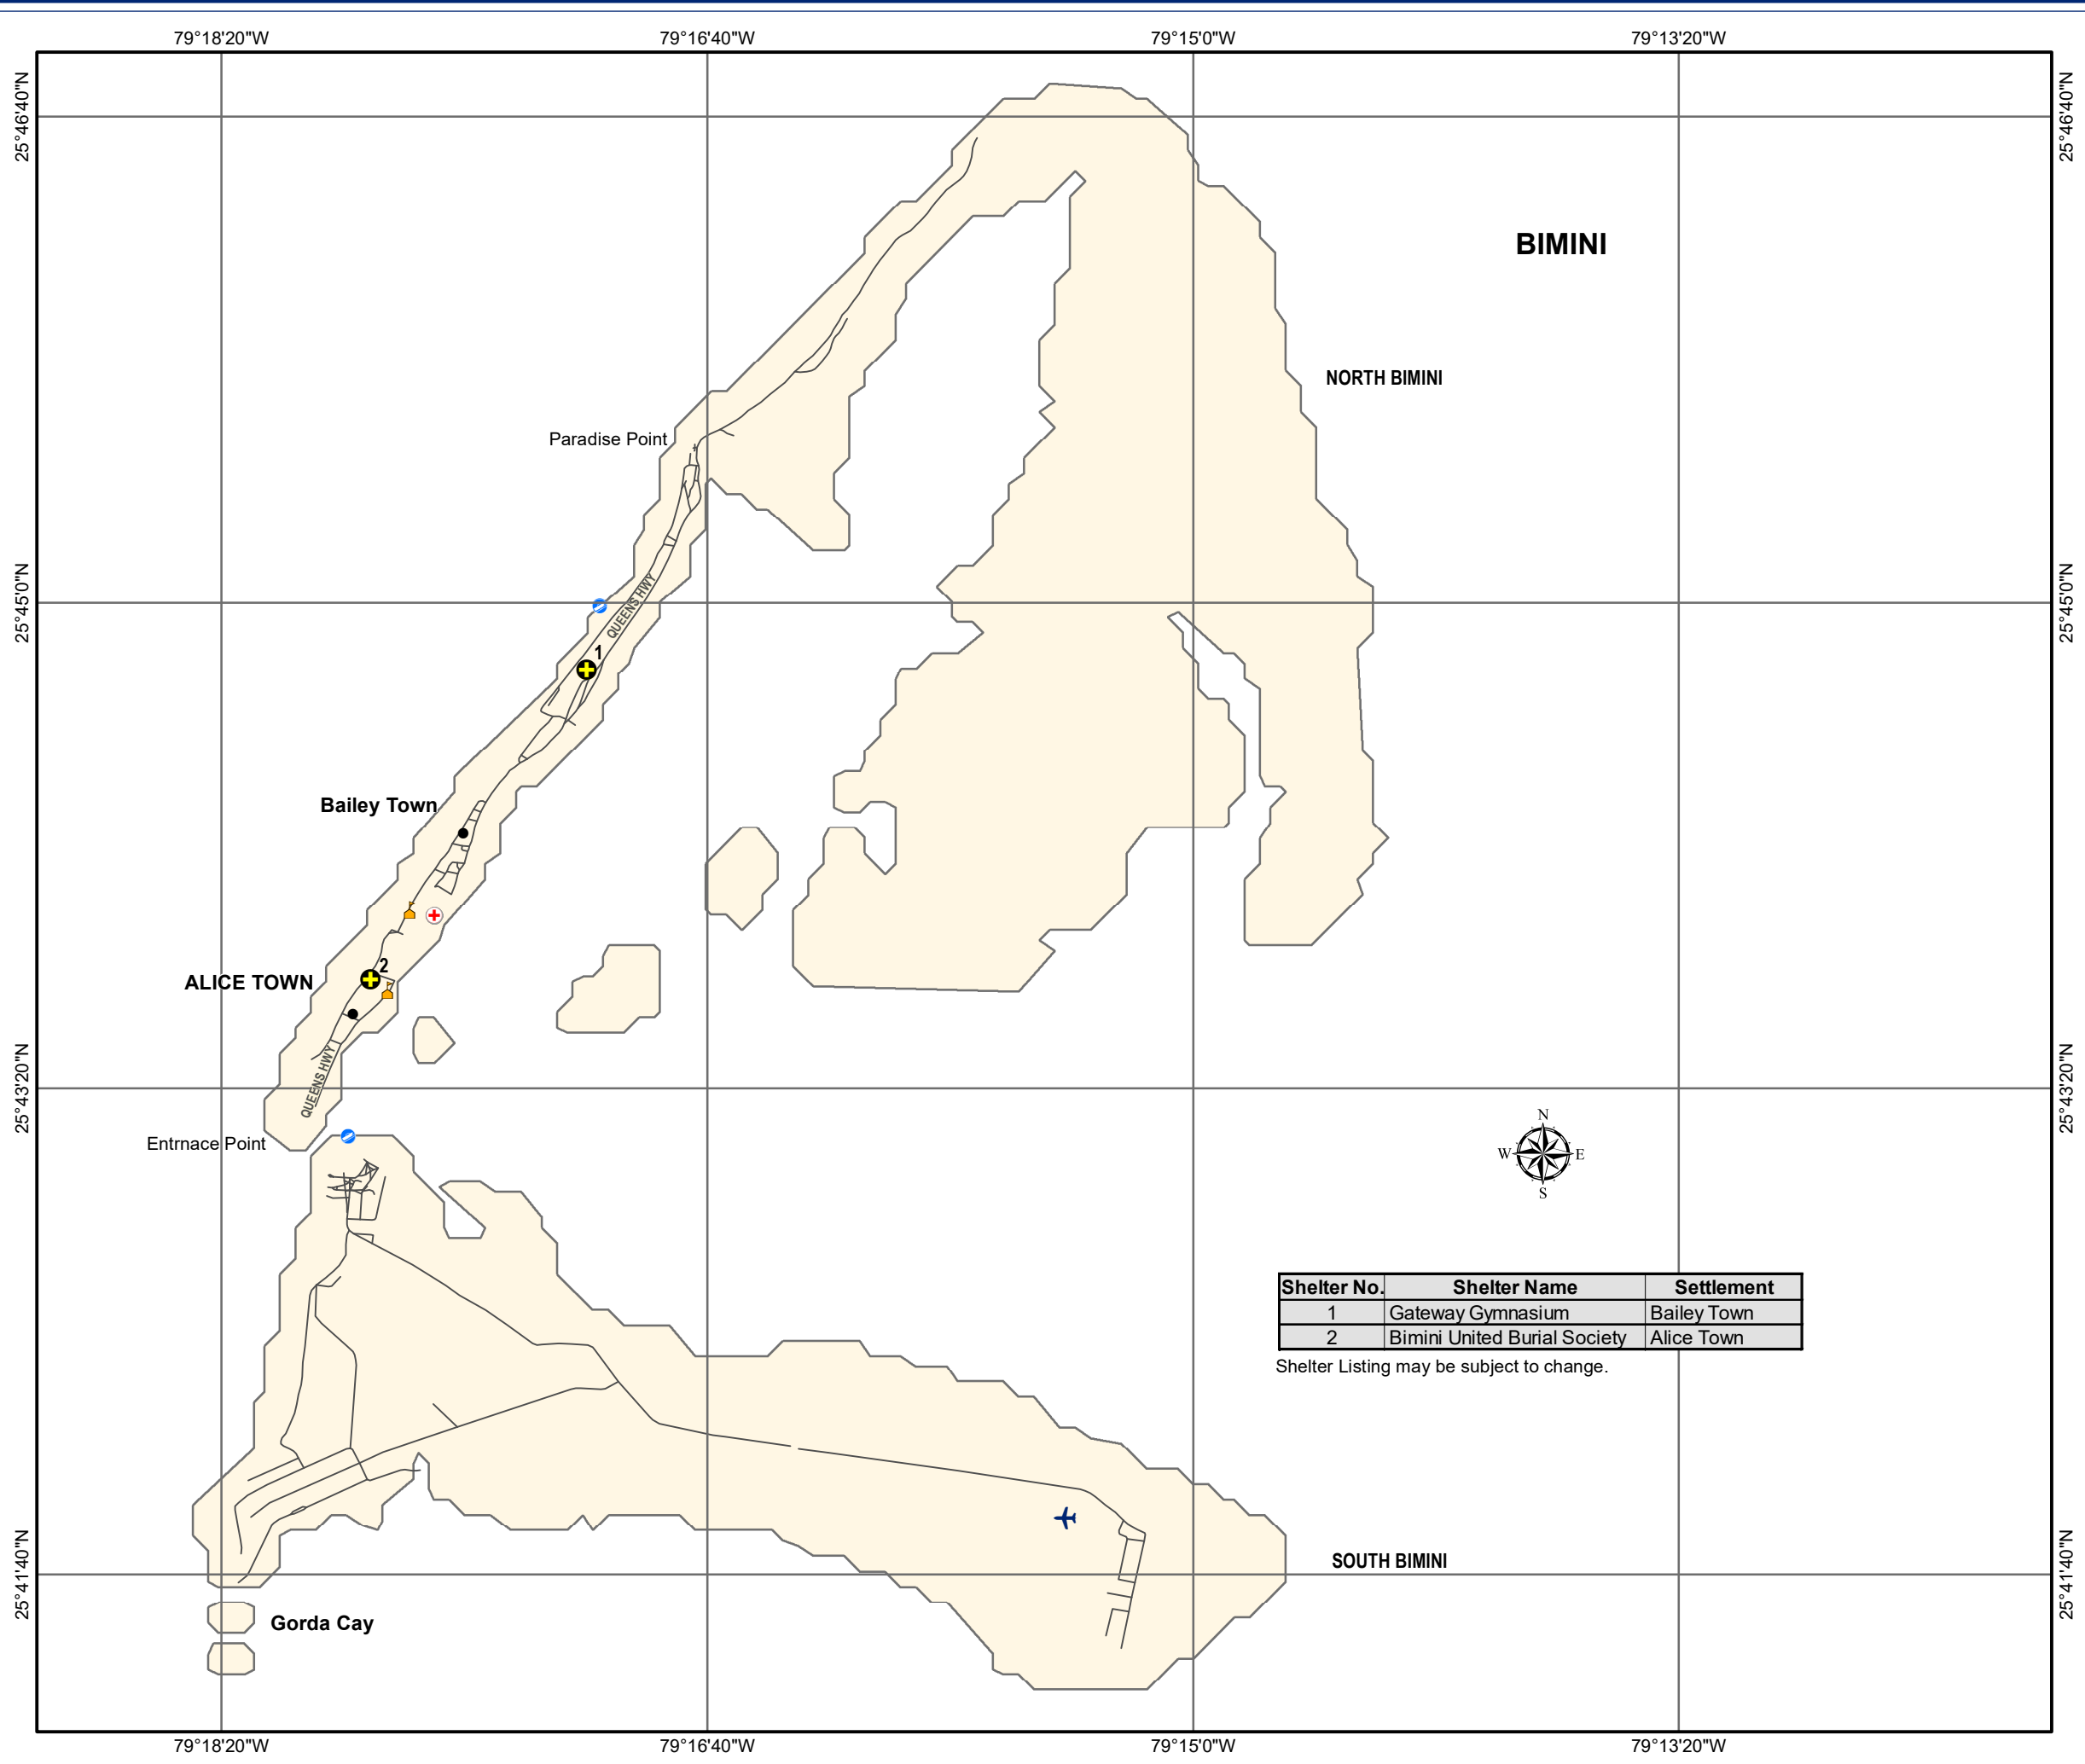 79°18'20"W 79°16'40"W 79°15'0"W 79°13'20"W
25°46'40"N
25°46'40"N
BIMINI
NORTH BIMINI
Paradise Point
25°45'0"N
25°45'0"N
QUEENS HWY
1
Bailey Town
2
ALICE TOWN
QUEENS HWY
25°43'20"N
25°43'20"N
Entrnace Point
N
W E
S
Shelter No. Shelter Name Settlement
1 Gateway Gymnasium Bailey Town
2 Bimini United Burial Society Alice Town
Shelter Listing may be subject to change.
SOUTH BIMINI
25°41'40"N
25°41'40"N
Gorda Cay
79°18'20"W 79°16'40"W 79°15'0"W 79°13'20"W